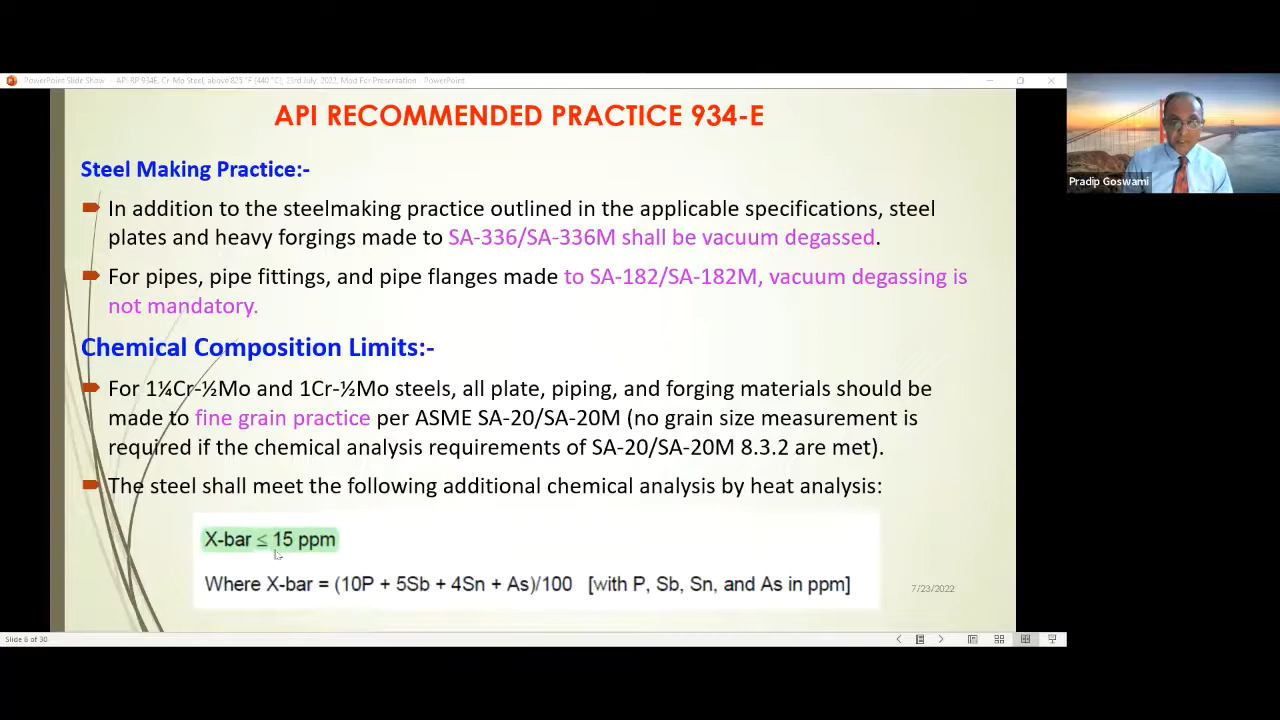 PowerPoint Slide Show - API RP 934E, Cr-Mo Steel, above 825 °F (440 °C), 23rd July, 2022, Mod For Presentation - PowerPoint
API RECOMMENDED PRACTICE 934-E
Pradip Goswami
Steel Making Practice:-
In addition to the steelmaking practice outlined in the applicable specifications, steel
plates and heavy forgings made to SA-336/SA-336M shall be vacuum degassed.
For pipes, pipe fittings, and pipe flanges made to SA-182/SA-182M, vacuum degassing is
not mandatory.
Chemical Composition Limits:-
For 1¼Cr-½Mo and 1Cr-½Mo steels, all plate, piping, and forging materials should be
made to fine grain practice per ASME SA-20/SA-20M (no grain size measurement is
required if the chemical analysis requirements of SA-20/SA-20M 8.3.2 are met).
The steel shall meet the following additional chemical analysis by heat analysis:
X-bar ≤ 15 ppm
Where X-bar = (10P + 5Sb + 4Sn + As)/100 [with P, Sb, Sn, and As in ppm]
7/23/2022
Slide 6 of 30